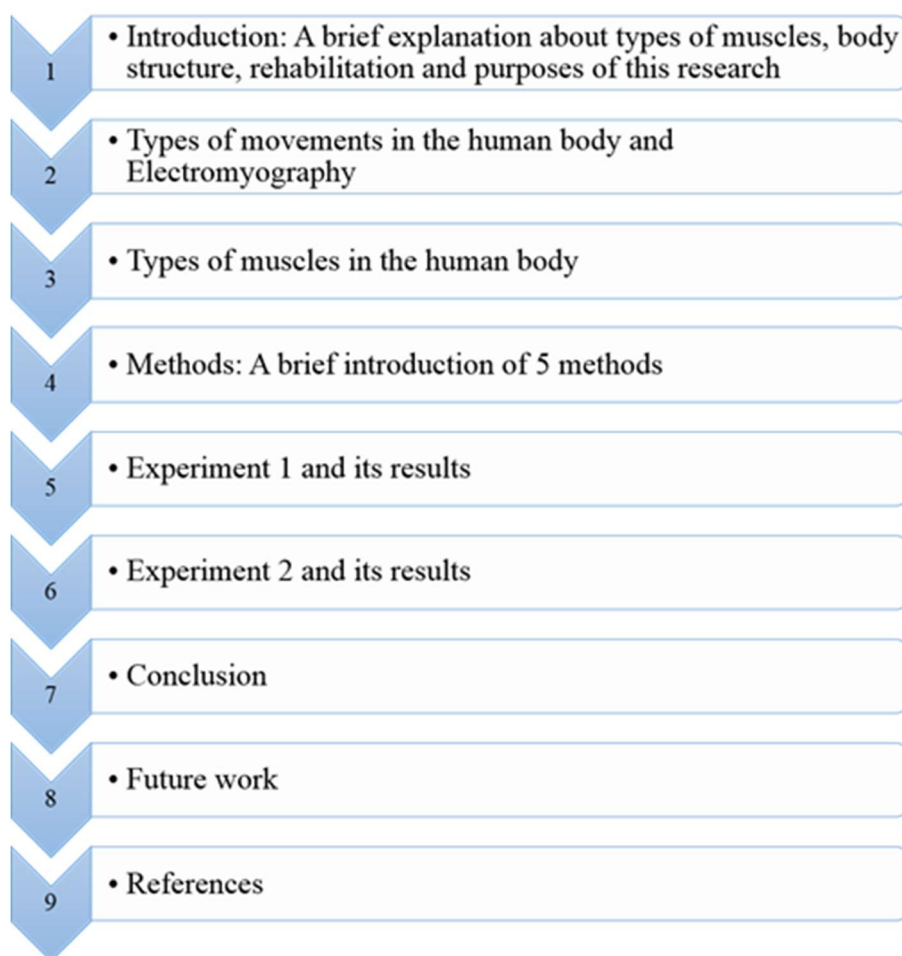 1
• Introduction: A brief explanation about types of muscles, body
structure, rehabilitation and purposes of this research
2
• Types of movements in the human body and
Electromyography
3
• Types of muscles in the human body
4
• Methods: A brief introduction of 5 methods
5
• Experiment 1 and its results
6
• Experiment 2 and its results
7
• Conclusion
8
• Future work
9
• References